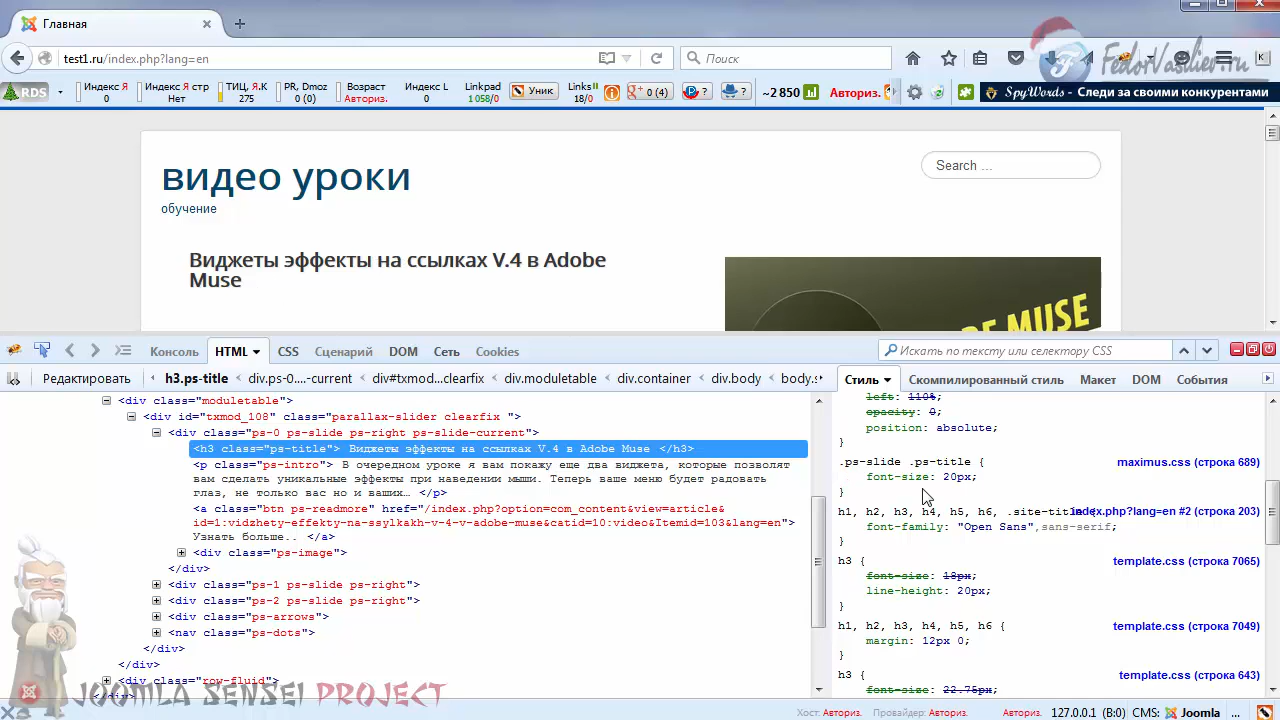 Главная
test1.ru/index.php?lang=en
Поиск
FedorVasilier.ru
RDS
Индекс Я
1
Индекс Я стр
Нет
ТИЦ, Я.К
275
PR, Dmoz
0 (0)
Возраст
Авториз.
Индекс L
0
Linkpad
1 058/0
Links
18/0
Уник
0 (4)
?
?
~2 850
Авториз.
SpyWords - Следи за своими конкурентами
видео уроки
обучение
Search ...
Виджеты эффекты на ссылках V.4 в Adobe
Muse
Консоль
HTML
CSS
Сценарий
DOM
Сеть
Cookies
Искать по тексту или селектору CSS
Редактировать
h3.ps-title
div.ps-0...-current
div#txmod...clearfix
div.moduletable
div.container
div.body
body.s
Стиль
Скомпилированный стиль
Макет
DOM
События
<div class="moduletable">
<div id="txmod_108" class="parallax-slider clearfix ">
<div class="ps-0 ps-slide ps-right ps-slide-current">
<h3 class="ps-title"> Виджеты эффекты на ссылках V.4 в Adobe Muse </h3>
<p class="ps-intro"> В очередном уроке я вам покажу еще два виджета, которые позволят
вам сделать уникальные эффекты при наведении мыши. Теперь ваше меню будет радовать
глаз, не только вас но и ваших… </p>
<a class="btn ps-readmore" href="/index.php?option=com_content&view=article&
id=1:vidzhety-effekty-na-ssylkakh-v-4-v-adobe-muse&catid=10:video&Itemid=103&lang=en">
Узнать больше.. </a>
<div class="ps-image">
</div>
<div class="ps-1 ps-slide ps-right">
<div class="ps-2 ps-slide ps-right">
<div class="ps-arrows">
<nav class="ps-dots">
</div>
</div>
<div class="row-fluid">
</div>
left: 110%;
opacity: 0;
position: absolute;
}
.ps-slide .ps-title {
maximus.css (строка 689)
font-size: 20px;
}
h1, h2, h3, h4, h5, h6, .site-title {
index.php?lang=en #2 (строка 203)
font-family: "Open Sans",sans-serif;
}
h3 {
template.css (строка 7065)
font-size: 18px;
line-height: 20px;
}
h1, h2, h3, h4, h5, h6 {
template.css (строка 7049)
margin: 12px 0;
}
h3 {
template.css (строка 643)
font-size: 22.75px;
JOOMLA SENSEI PROJECT
Хост: Авториз.
Провайдер: Авториз.
Авториз.
127.0.0.1 (B:0)
CMS:
Joomla
...